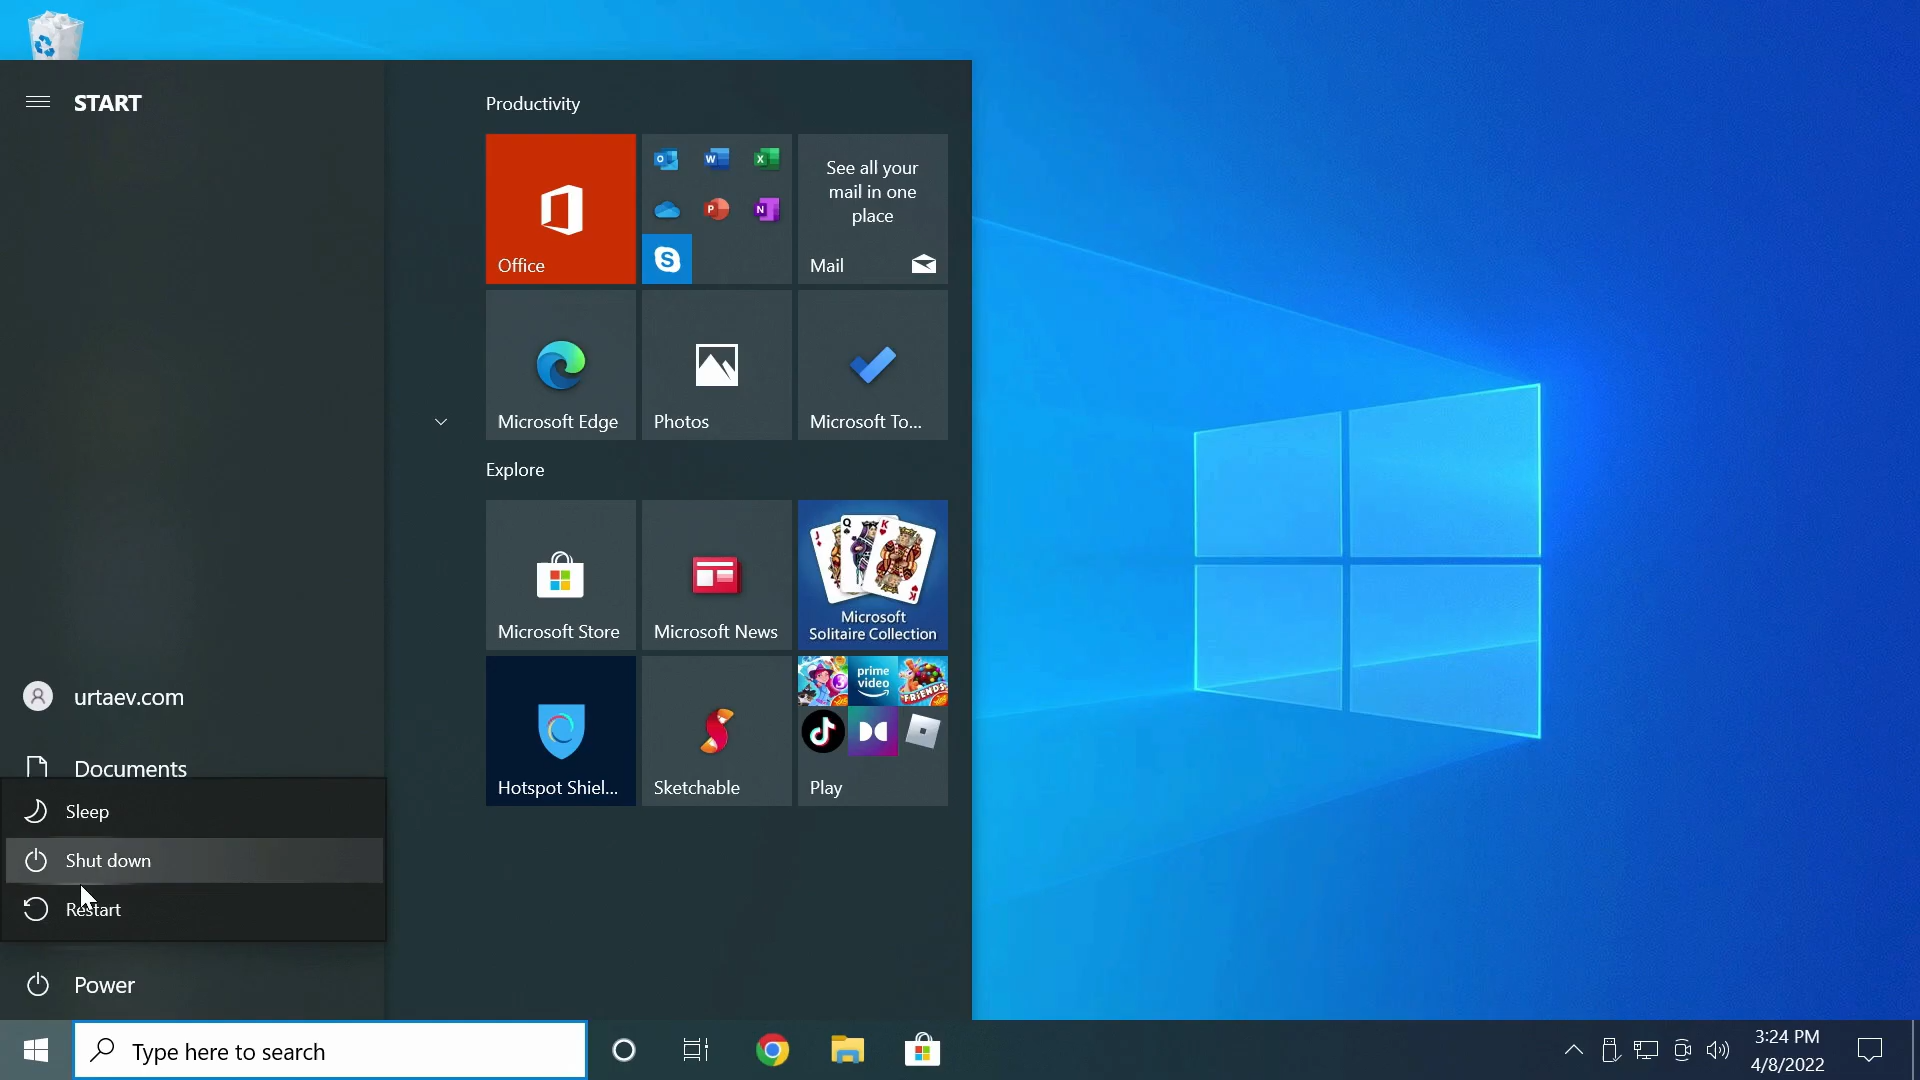 START
Productivity
Office
O
W
X
P
N
S
See all your
mail in one
place
Mail
Microsoft Edge
Photos
Microsoft To...
Explore
Microsoft Store
Microsoft News
J
Q
K
K
Microsoft
Solitaire Collection
Hotspot Shiel...
Sketchable
3
prime
video
FRIENDS
Play
urtaev.com
Documents
Sleep
Shut down
Restart
Power
Type here to search
3:24 PM
4/8/2022